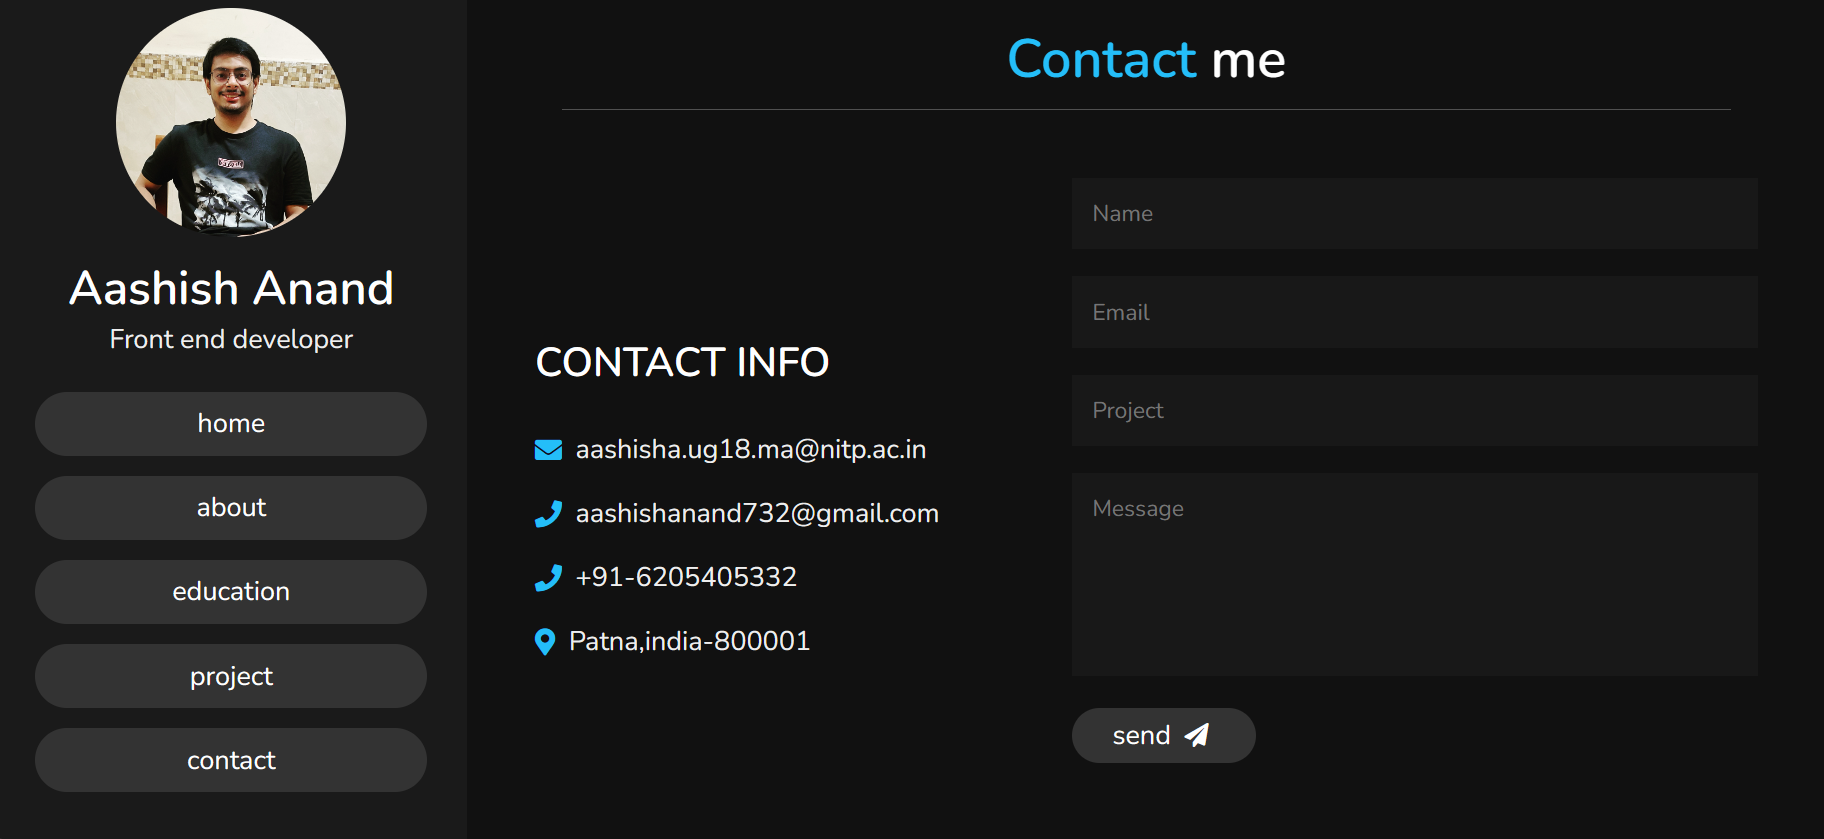 Aashish Anand
Front end developer
home
about
education
project
contact
Contact me
CONTACT INFO
aashisha.ug18.ma@nitp.ac.in
aashishanand732@gmail.com
+91-6205405332
Patna,india-800001
Name
Email
Project
Message
send